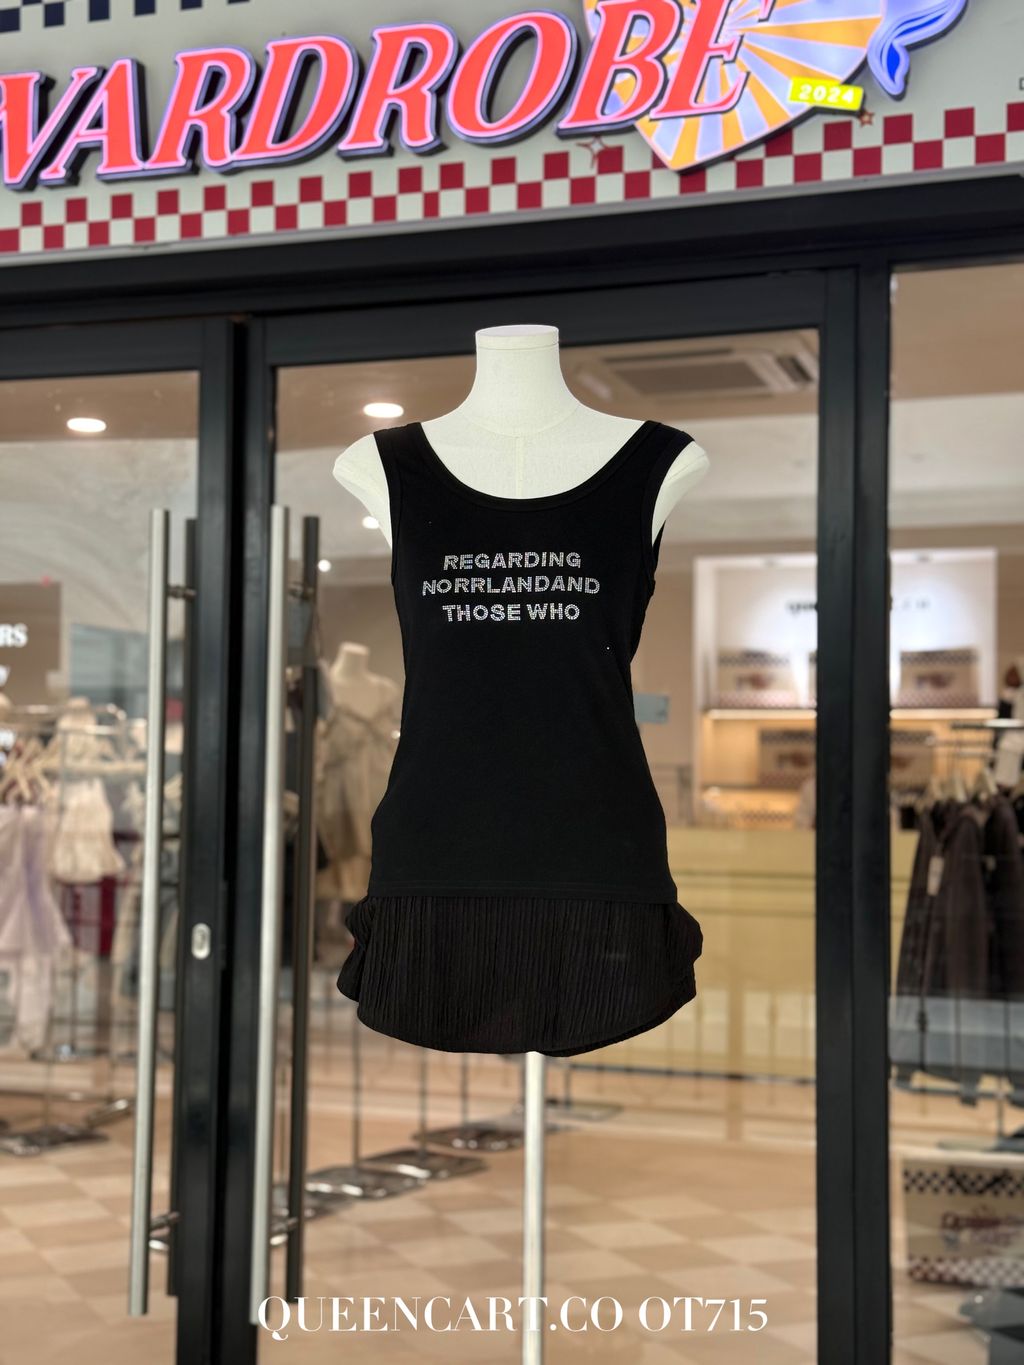 WARDROBE
2024
REGARDING
NORRLANDAND
THOSE WHO
QUEENCART.CO OT715